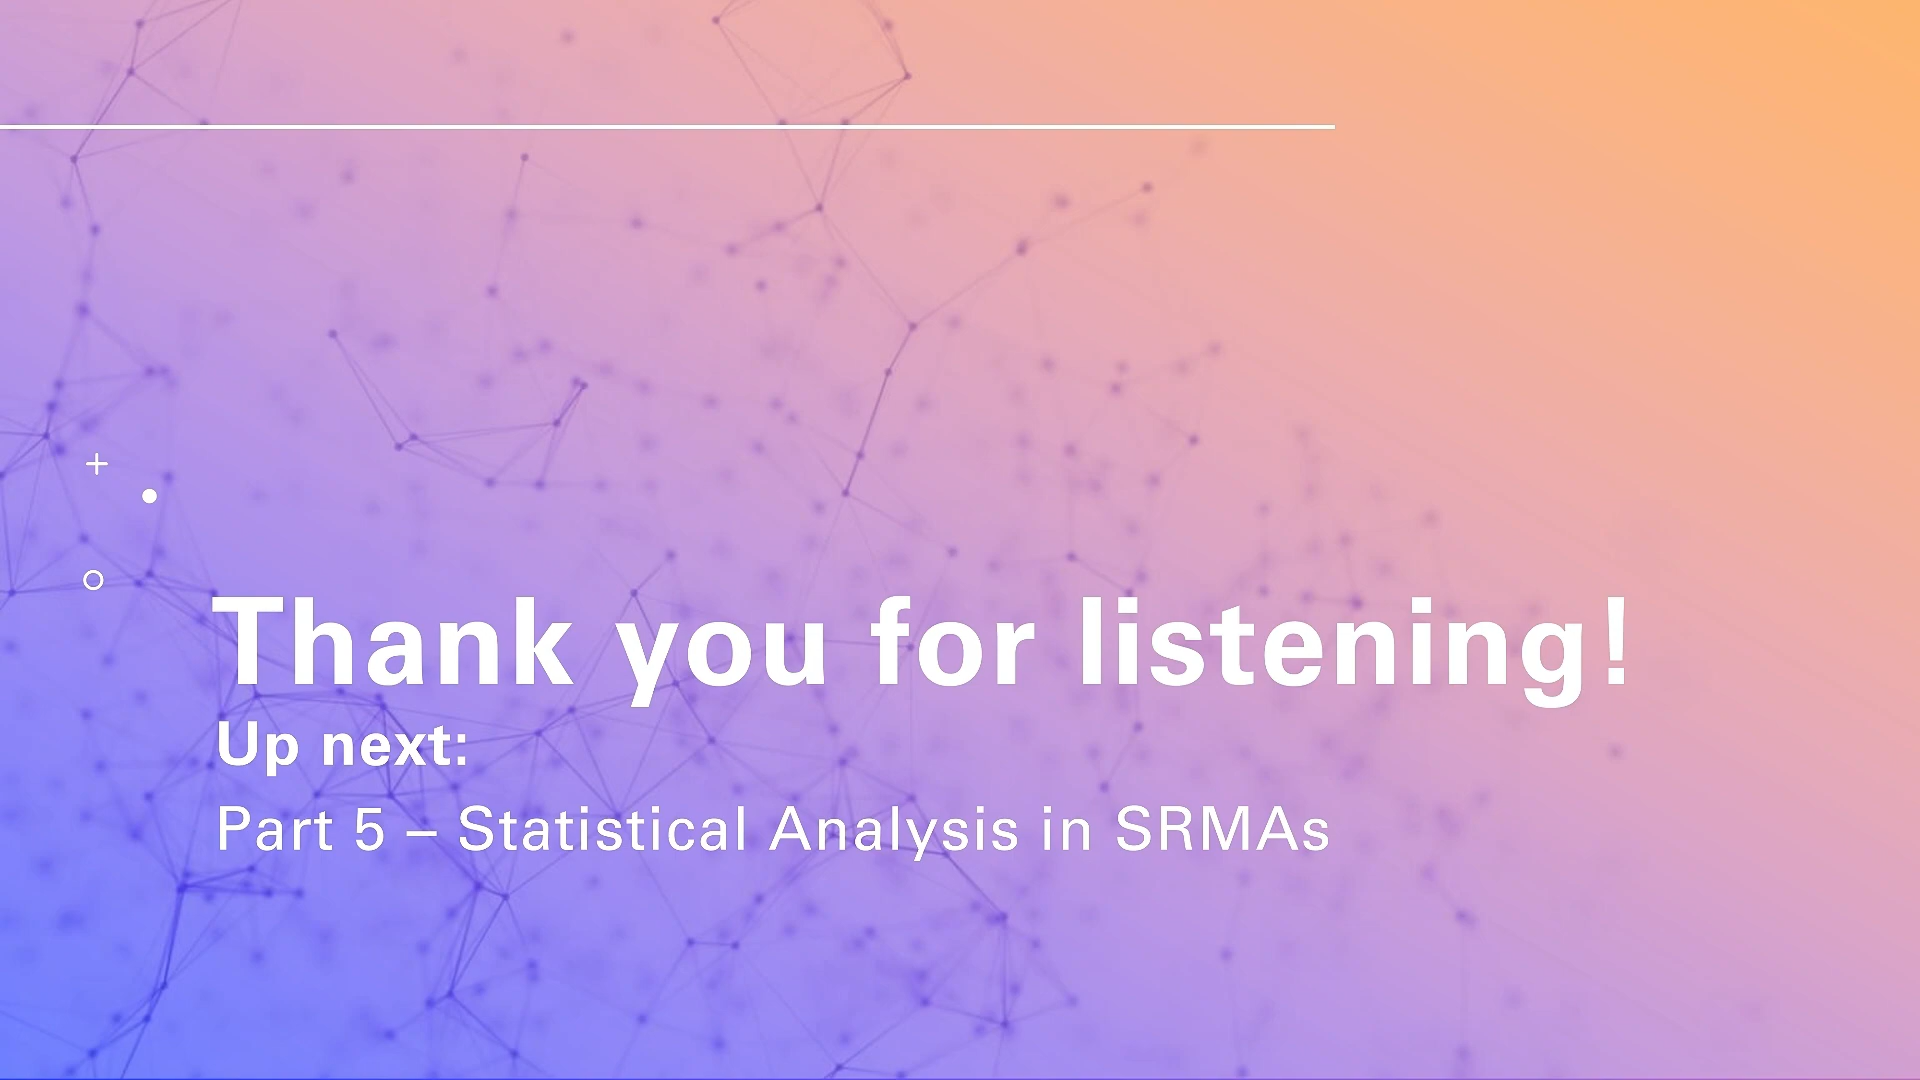 Thank you for listening!
Up next:
Part 5 – Statistical Analysis in SRMAs